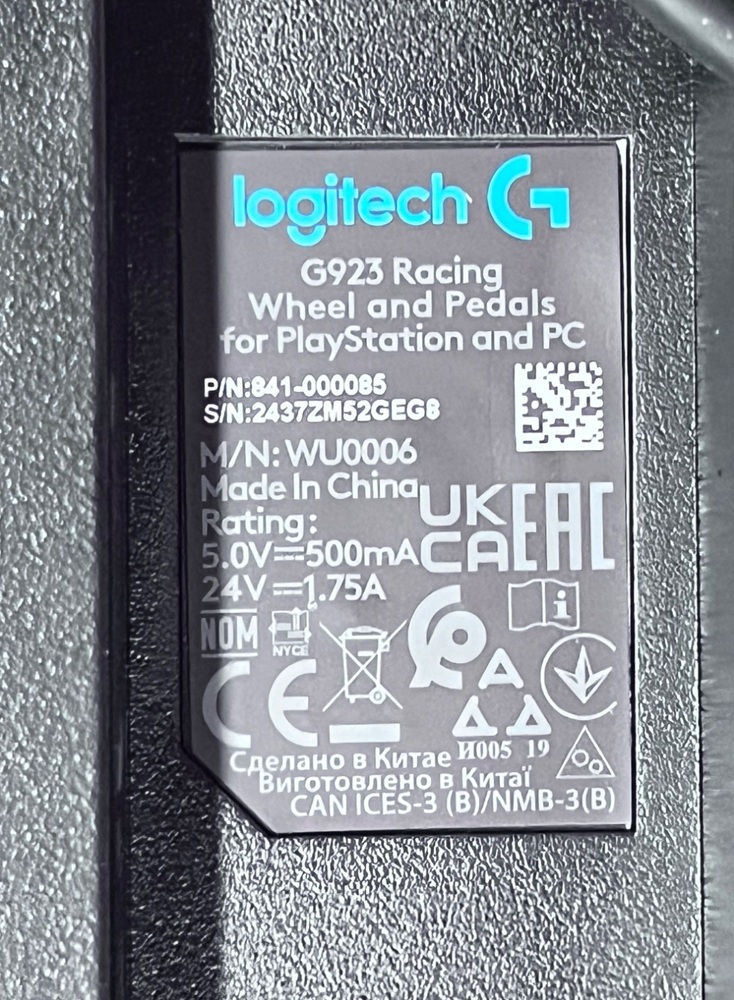 logitech G
G923 Racing
Wheel and Pedals
for PlayStation and PC
P/N:841-000085
S/N:2437ZM52GEG8
M/N: WU0006
Made In China
Rating:
5.0V⎓500mA
24V⎓1.75A
UK
CA
EAC
NOM
NYCE
CE
И005 19
Сделано в Китае
Виготовлено в Китаї
CAN ICES-3 (B)/NMB-3(B)